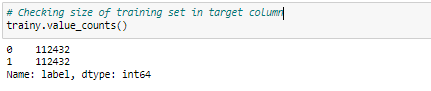 # Checking size of training set in target column
trainy.value_counts()
0    112432
1    112432
Name: label, dtype: int64